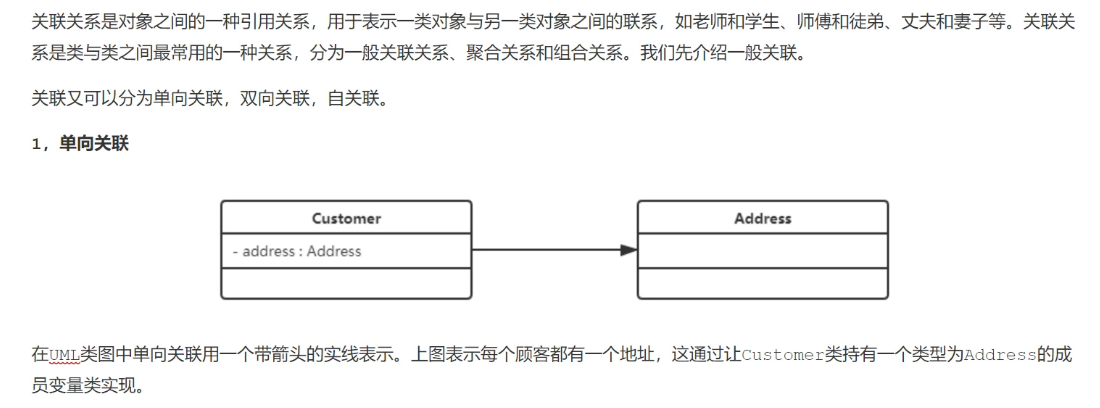 关联关系是对象之间的一种引用关系，用于表示一类对象与另一类对象之间的联系，如老师和学生、师傅和徒弟、丈夫和妻子等。关联关
系是类与类之间最常用的一种关系，分为一般关联关系、聚合关系和组合关系。我们先介绍一般关联。
关联又可以分为单向关联，双向关联，自关联。
1，单向关联
Customer
Address
- address : Address
在UML类图中单向关联用一个带箭头的实线表示。上图表示每个顾客都有一个地址，这通过让Customer类持有一个类型为Address的成
员变量类实现。